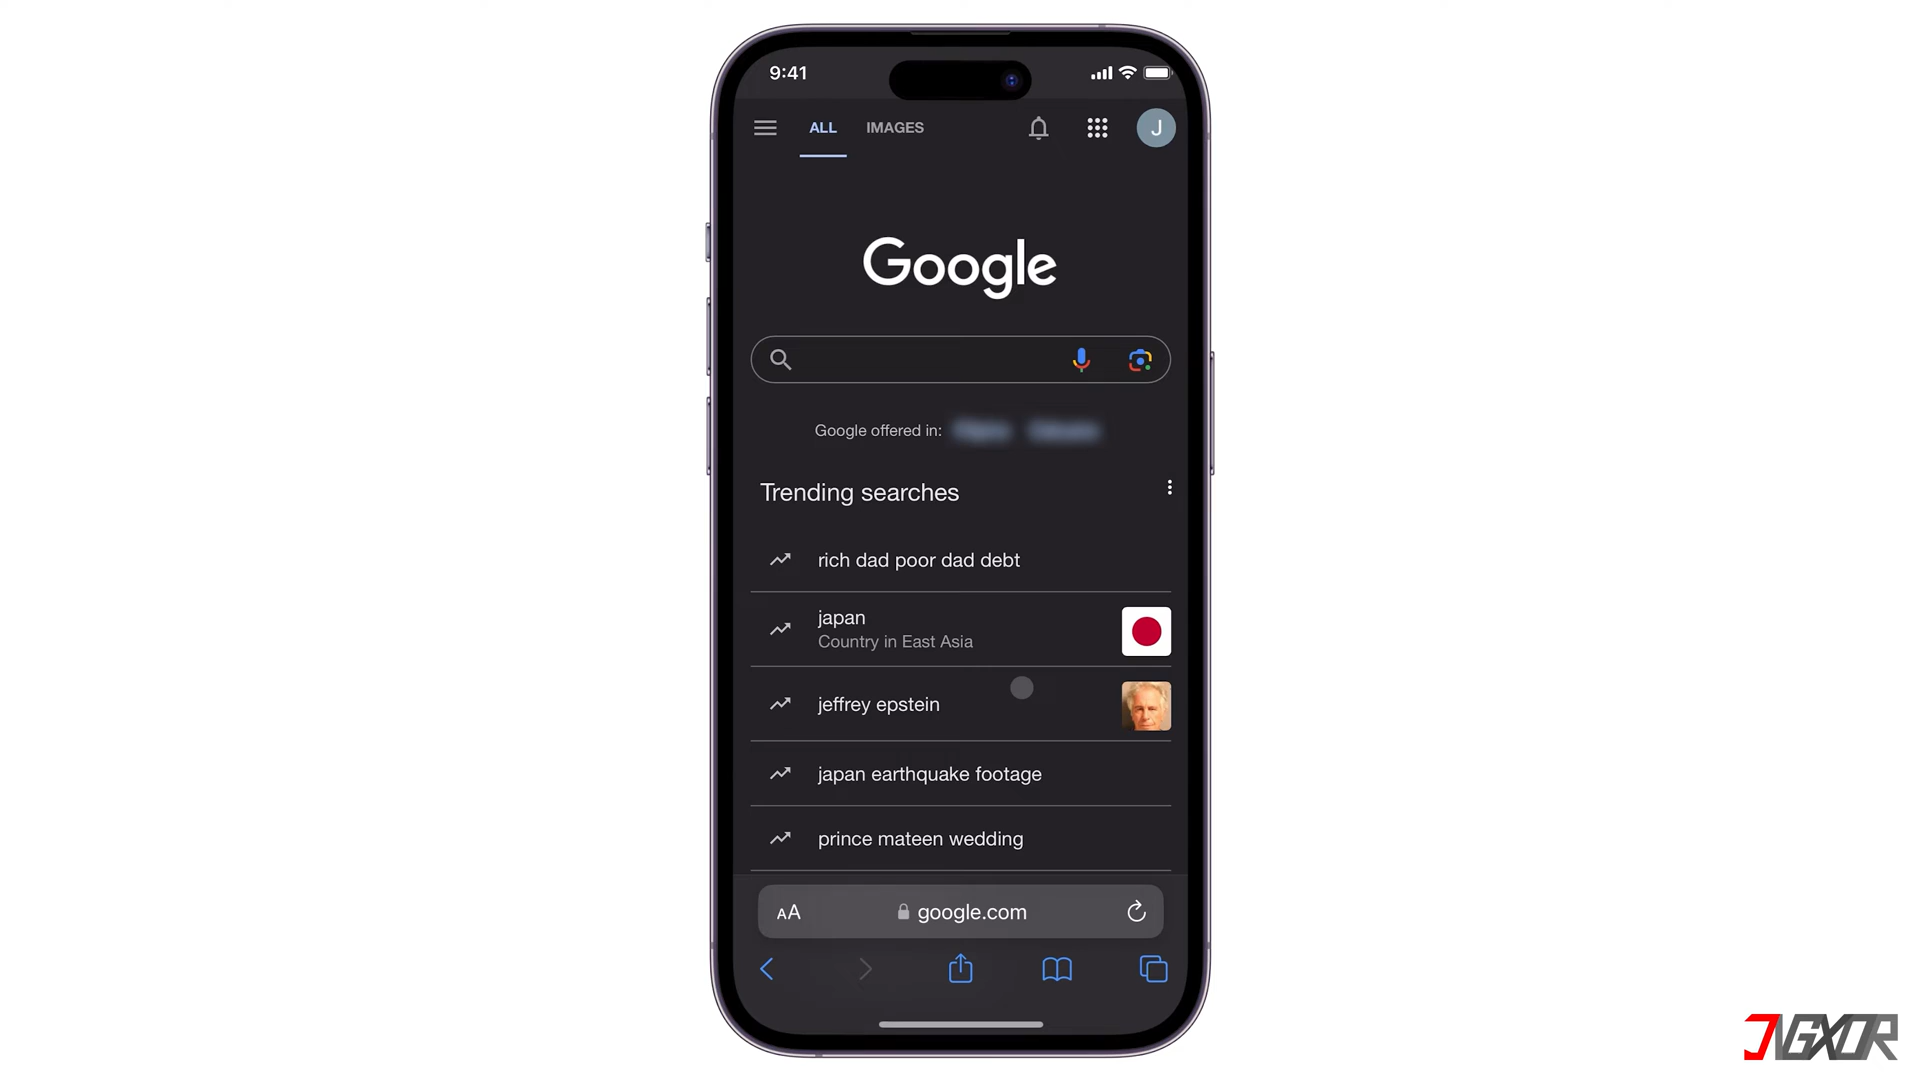 9:41
ALL IMAGES J
Google
Google offered in:
Trending searches
rich dad poor dad debt
japan
Country in East Asia
jeffrey epstein
japan earthquake footage
prince mateen wedding
AA google.com
JIGXOR